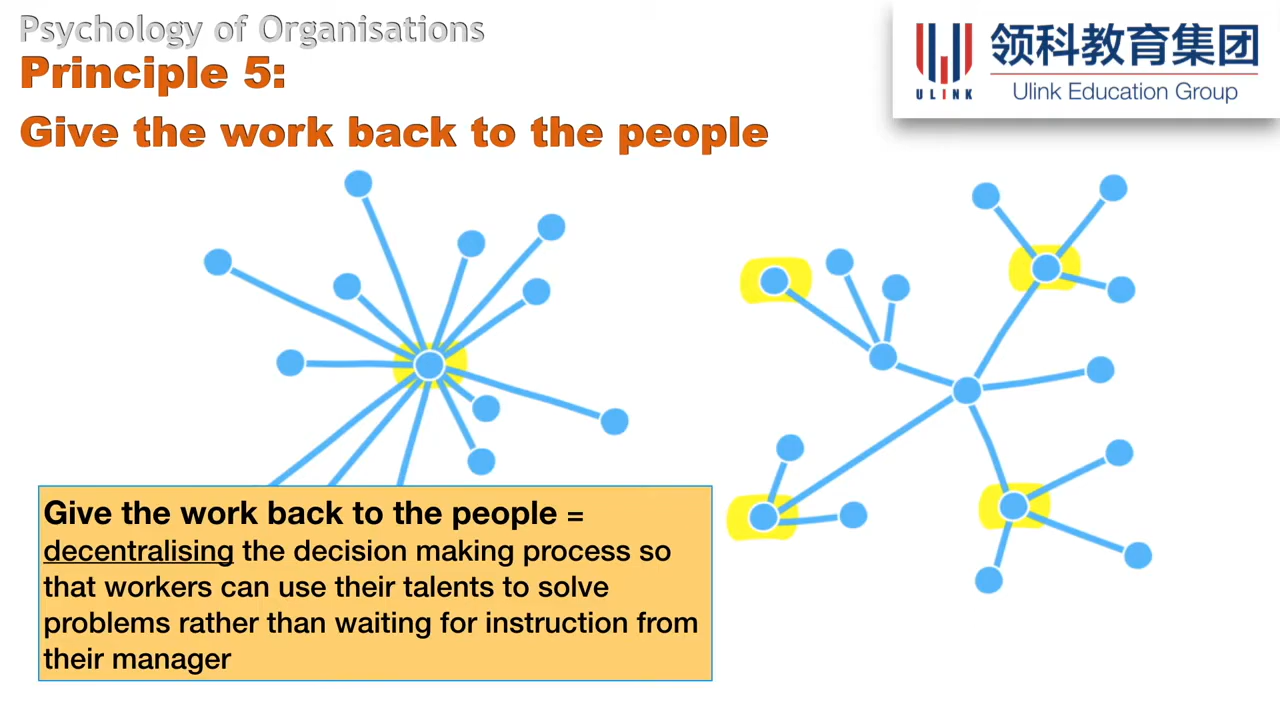 Psychology of Organisations
Principle 5:
Give the work back to the people
ULINK
领科教育集团
Ulink Education Group
Give the work back to the people =
decentralising the decision making process so
that workers can use their talents to solve
problems rather than waiting for instruction from
their manager